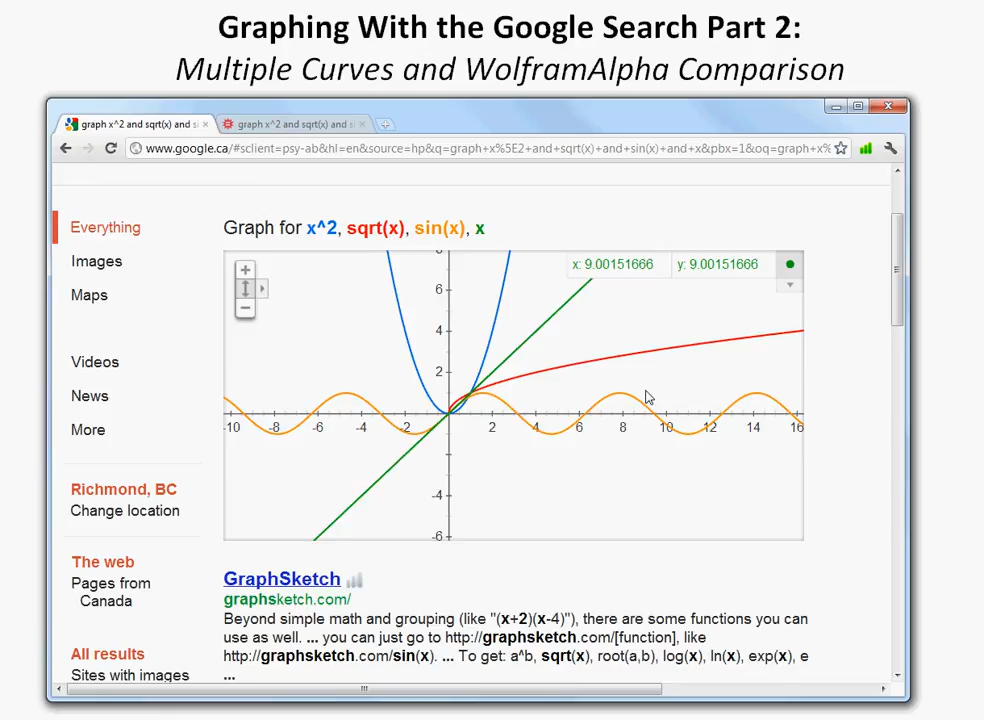 Graphing With the Google Search Part 2:
Multiple Curves and WolframAlpha Comparison
graph x^2 and sqrt(x) and si
graph x^2 and sqrt(x) and si
www.google.ca/#sclient=psy-ab&hl=en&source=hp&q=graph+x%5E2+and+sqrt(x)+and+sin(x)+and+x&pbx=1&oq=graph+x%
Everything
Images
Maps
Videos
News
More
Richmond, BC
Change location
The web
Pages from
Canada
All results
Sites with images
Graph for x^2, sqrt(x), sin(x), x
x: 9.00151666 y: 9.00151666
8
6
4
2
-10 -8 -6 -4 -2 2 4 6 8 10 12 14 16
-4
-6
GraphSketch
graphsketch.com/
Beyond simple math and grouping (like "(x+2)(x-4)"), there are some functions you can
use as well. ... you can just go to http://graphsketch.com/[function], like
http://graphsketch.com/sin(x). ... To get: a^b, sqrt(x), root(a,b), log(x), ln(x), exp(x), e
...